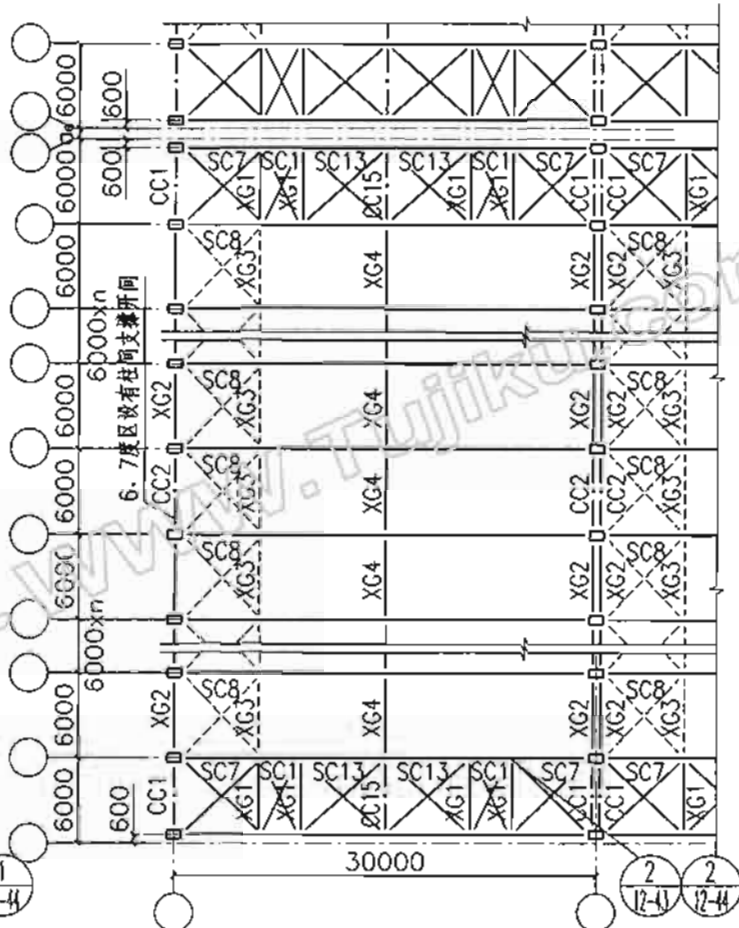 6000
600
6000
600
SC7 SC1 SC13 SC13 SC1 SC7
CC1 XG1 XG1 CC15 XG1 XG1 CC1 CC1 XG1
6000
SC8 SC8
XG3 XG4 XG2 XG2 XG3
6000xn
6、7度区设有柱间支撑开间
www.Tujiku.com
6000
SC8 SC8
XG2 XG3 XG4 XG2 XG2 XG3
6000
SC8 SC8
CC2 XG3 XG4 CC2 CC2 XG3
6000
SC8 SC8
XG3 XG4 XG2 XG2 XG3
6000xn
6000
SC8 SC8
XG2 XG3 XG4 XG2 XG2 XG3
6000
600
SC7 SC1 SC13 SC13 SC1 SC7
CC1 XG1 XG1 CC15 XG1 XG1 CC1 CC1 XG1
30000
2
12-43
2
12-44